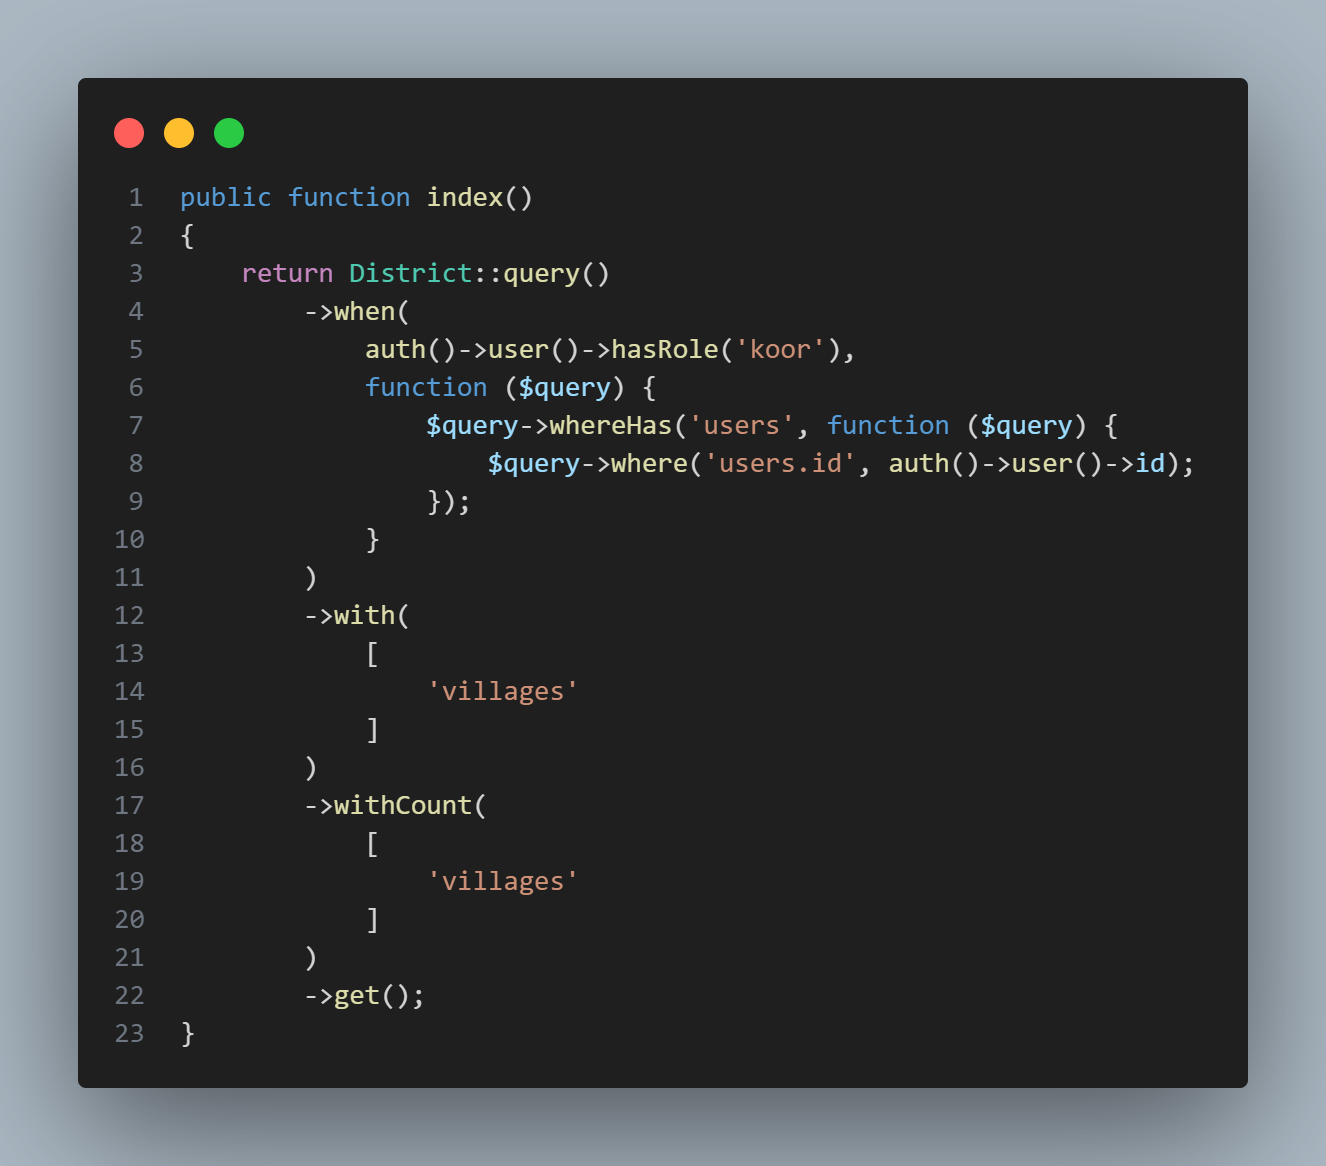 1 public function index()
2 {
3     return District::query()
4         ->when(
5             auth()->user()->hasRole('koor'),
6             function ($query) {
7                 $query->whereHas('users', function ($query) {
8                     $query->where('users.id', auth()->user()->id);
9                 });
10             }
11         )
12         ->with(
13             [
14                 'villages'
15             ]
16         )
17         ->withCount(
18             [
19                 'villages'
20             ]
21         )
22         ->get();
23 }